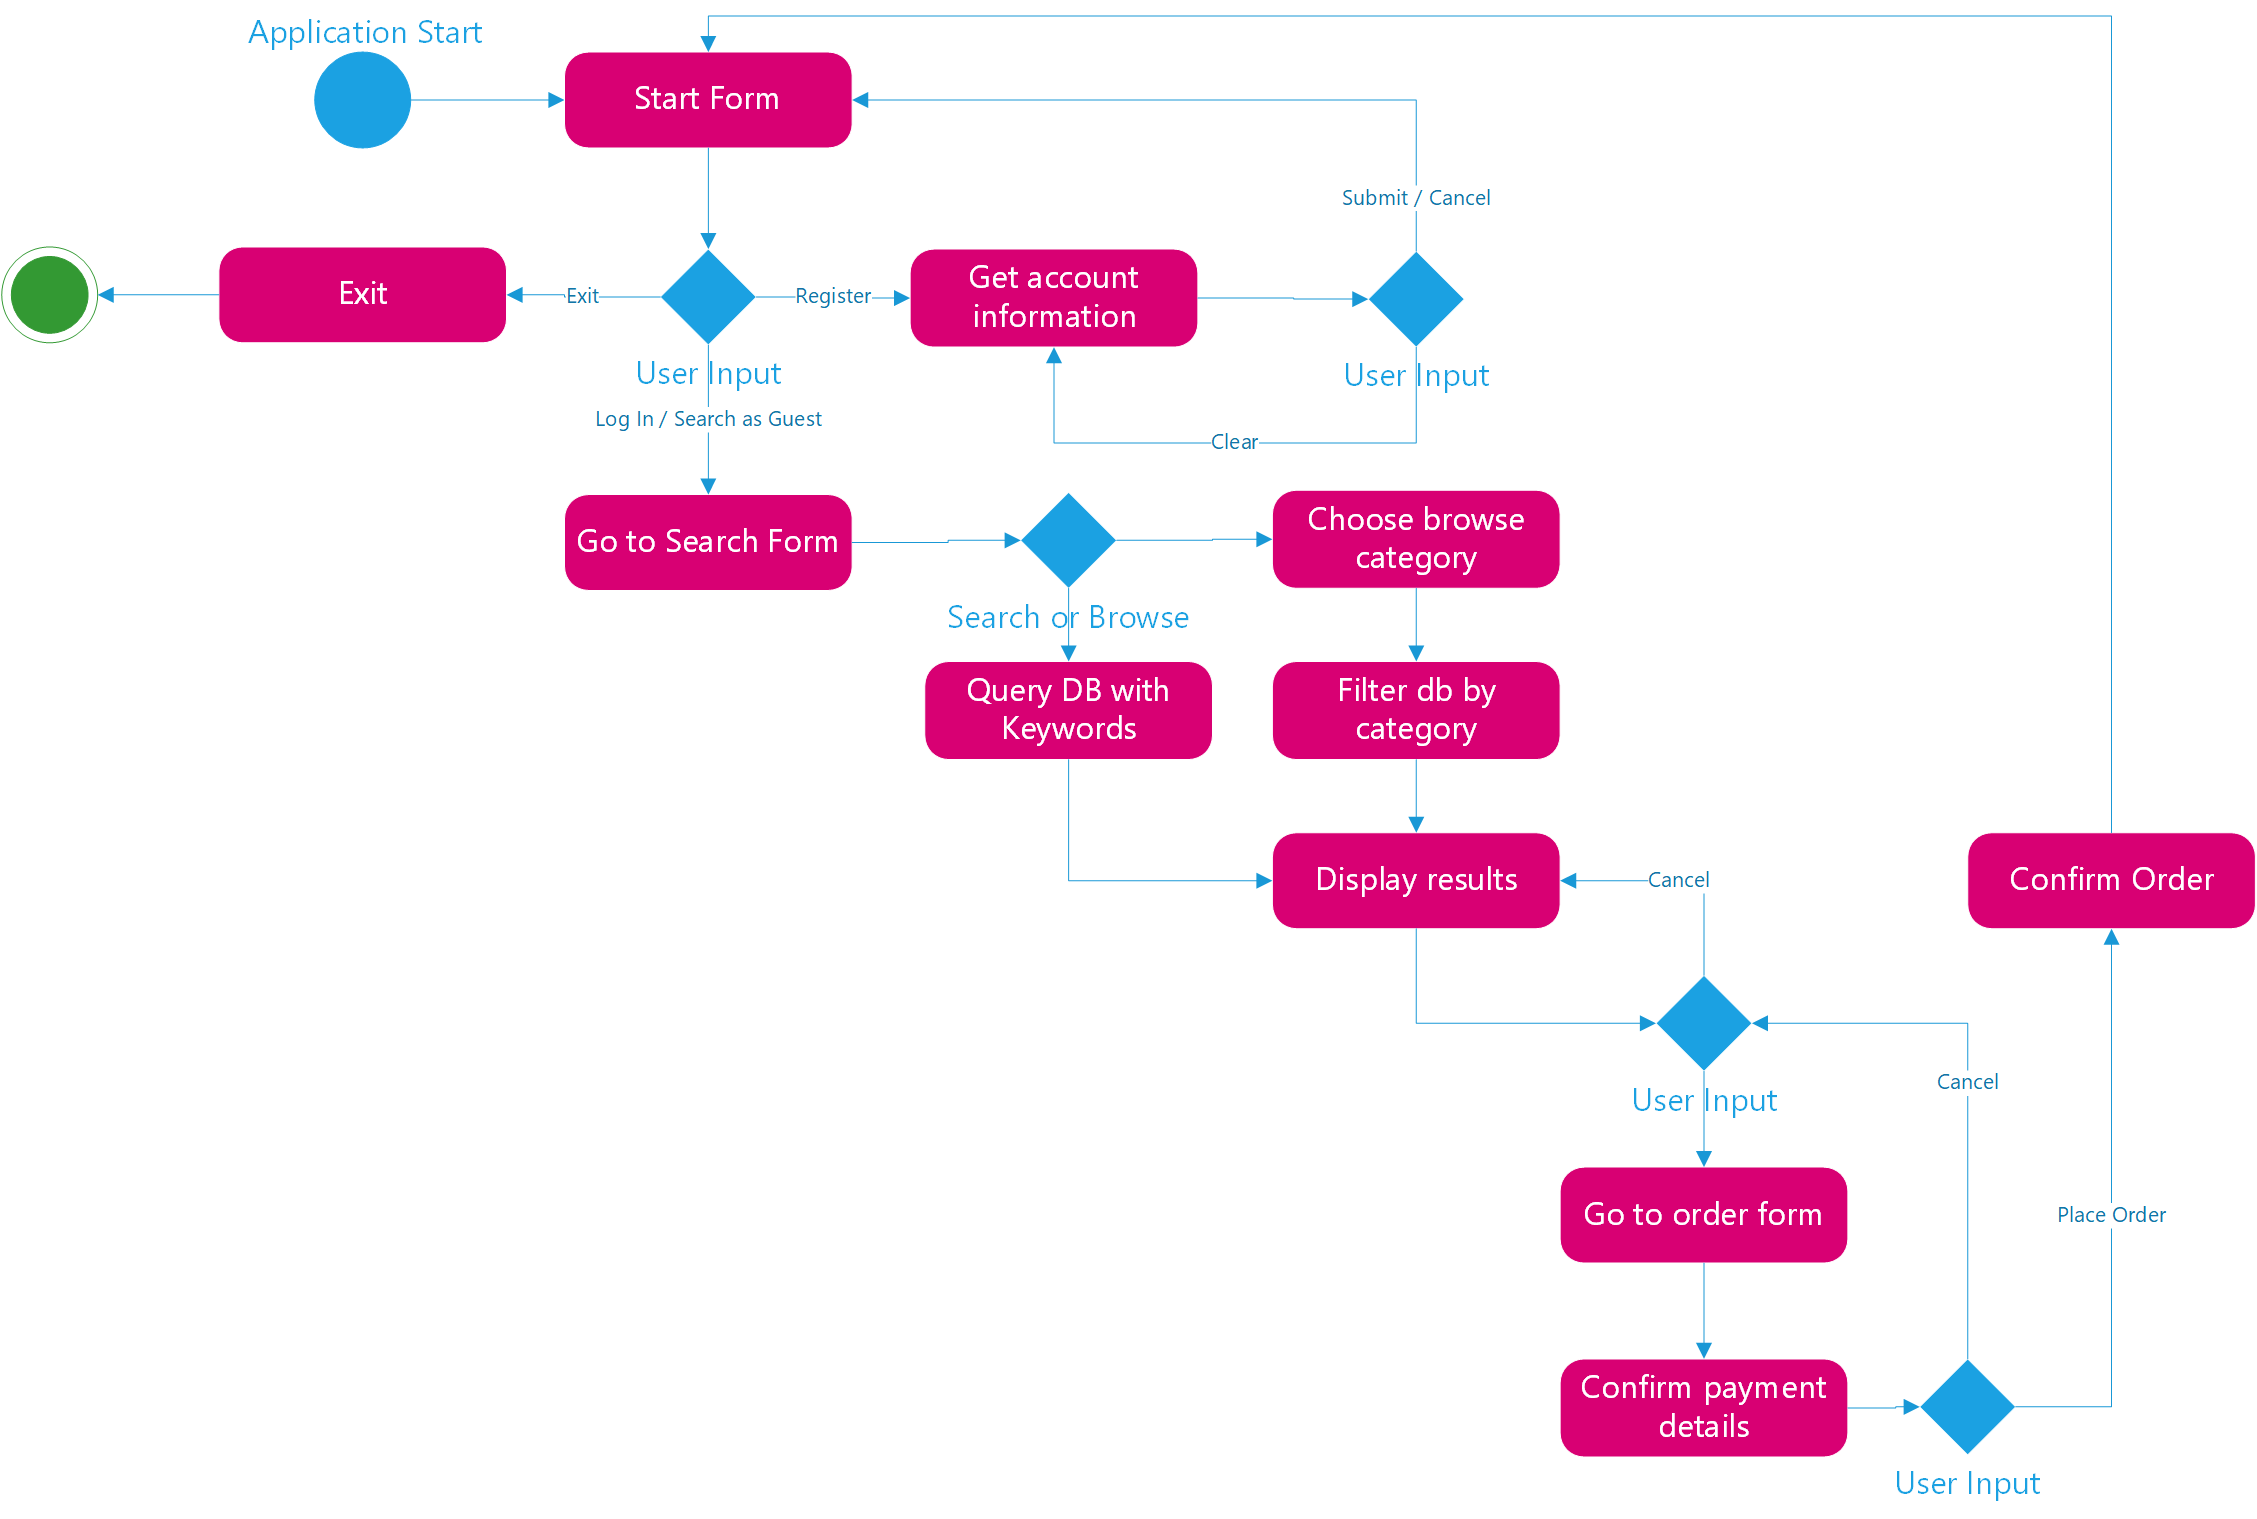 Application Start
Start Form
Submit / Cancel
Exit
Exit
Register
Get account
information
User Input
User Input
Log In / Search as Guest
Clear
Go to Search Form
Choose browse
category
Search or Browse
Query DB with
Keywords
Filter db by
category
Display results
Cancel
Confirm Order
Cancel
User Input
Go to order form
Place Order
Confirm payment
details
User Input